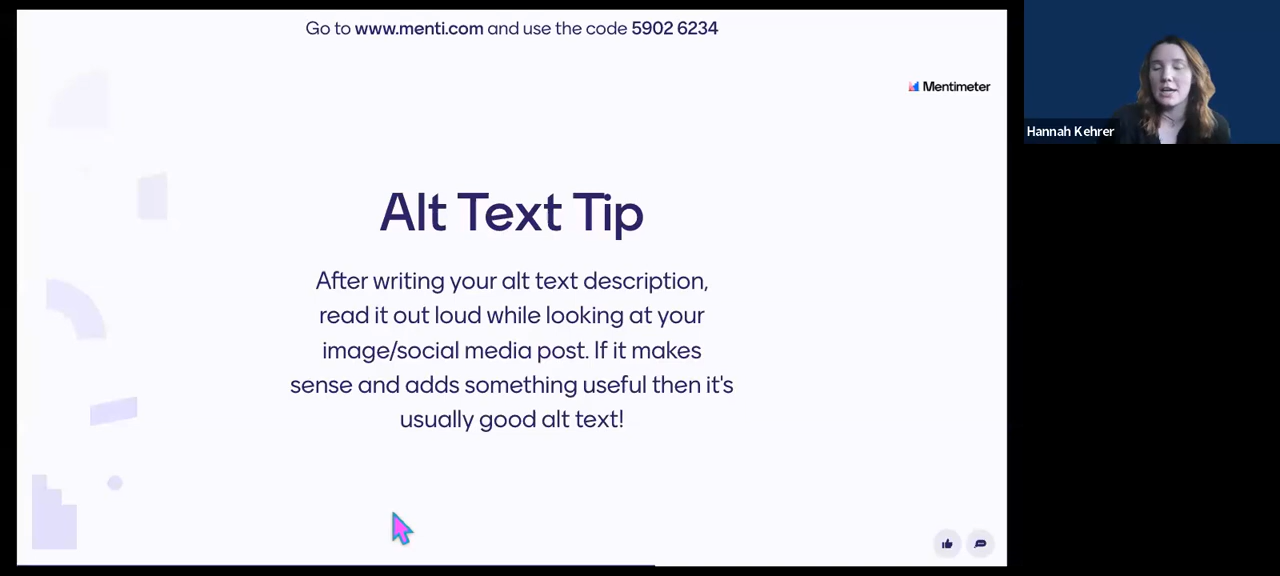 Go to www.menti.com and use the code 5902 6234
Mentimeter
Hannah Kehrer
Alt Text Tip
After writing your alt text description,
read it out loud while looking at your
image/social media post. If it makes
sense and adds something useful then it's
usually good alt text!